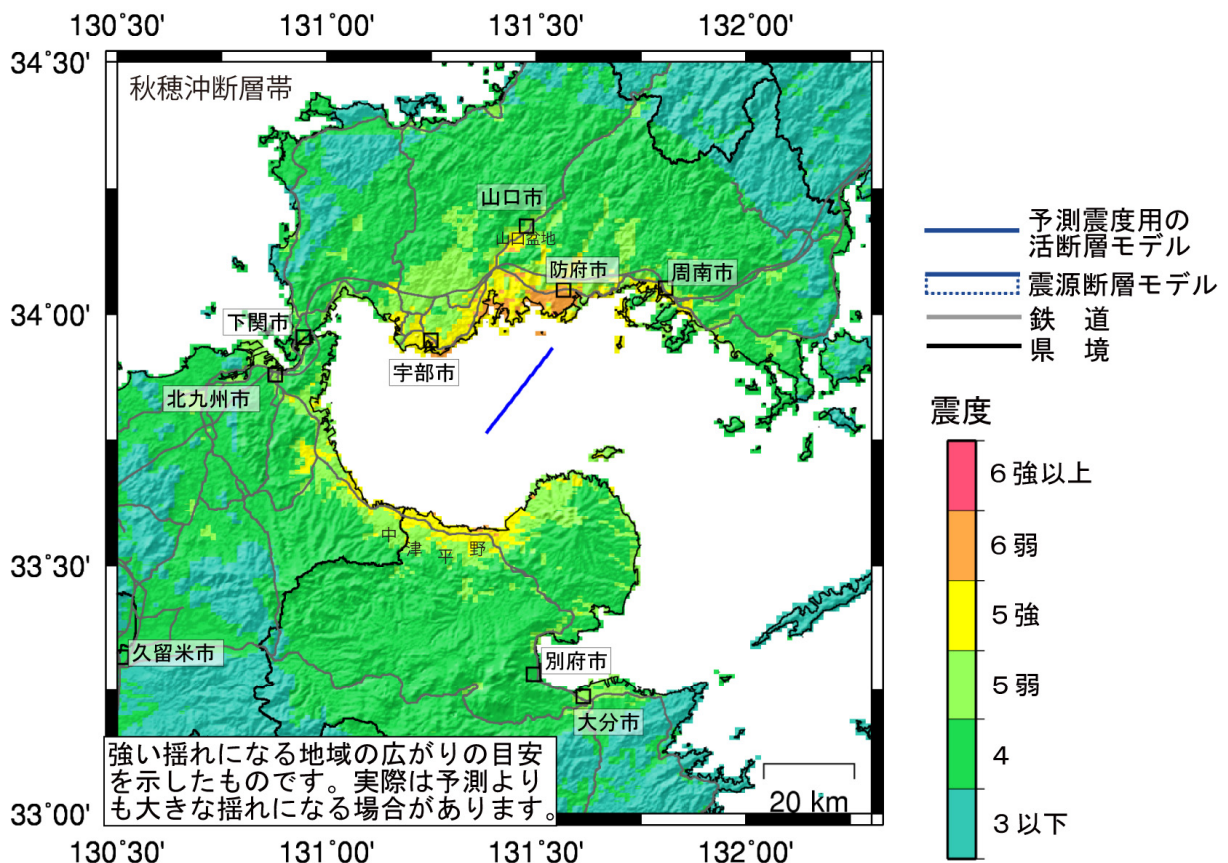 130°30' 131°00' 131°30' 132°00'
34°30'
34°00'
33°30'
33°00'
秋穂沖断層帯
山口市
山口盆地
防府市
周南市
下関市
宇部市
北九州市
中津平野
久留米市
別府市
大分市
強い揺れになる地域の広がりの目安
を示したものです。実際は予測より
も大きな揺れになる場合があります。
20 km
130°30' 131°00' 131°30' 132°00'
予測震度用の
活断層モデル
震源断層モデル
鉄 道
県 境
震度
6強以上
6弱
5強
5弱
4
3以下